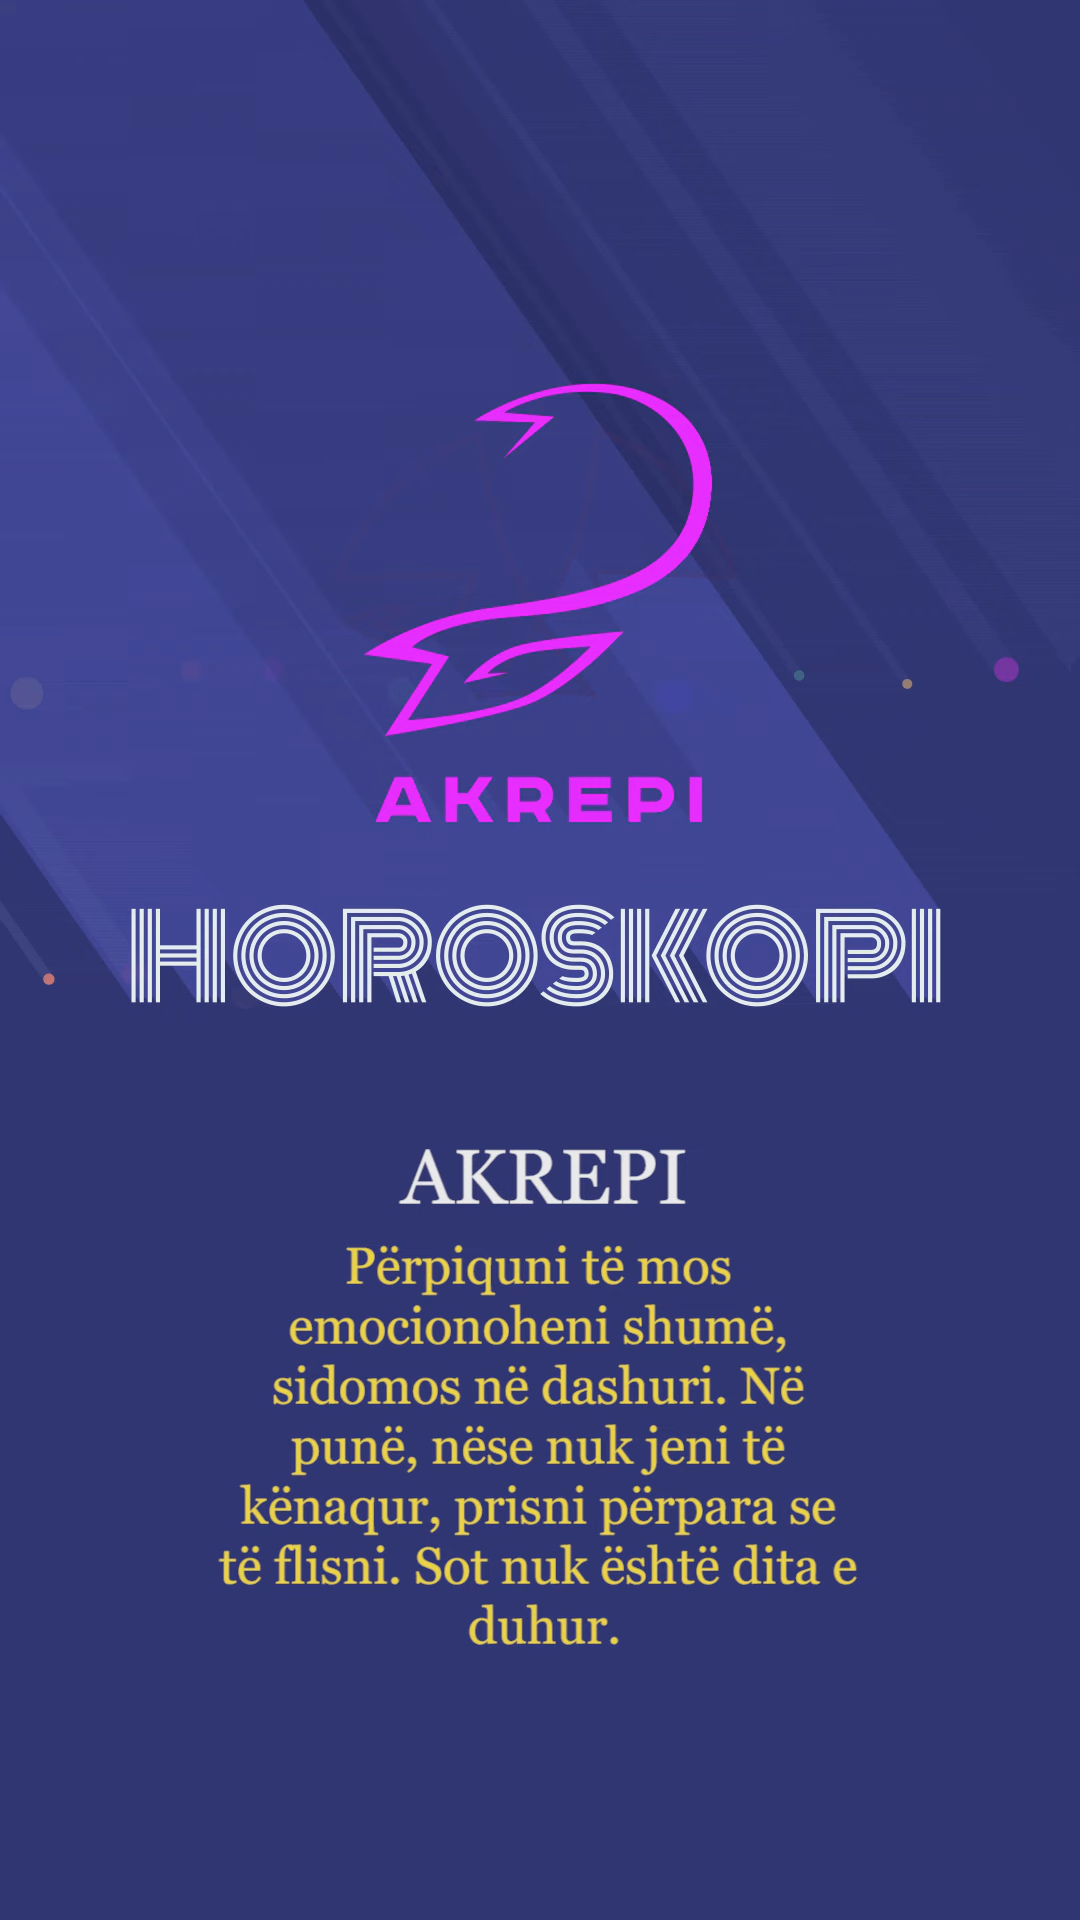 AKREPI
HOROSKOPI
AKREPI
Përpiquni të mos
emocionoheni shumë,
sidomos në dashuri. Në
punë, nëse nuk jeni të
kënaqur, prisni përpara se
të flisni. Sot nuk është dita e
duhur.